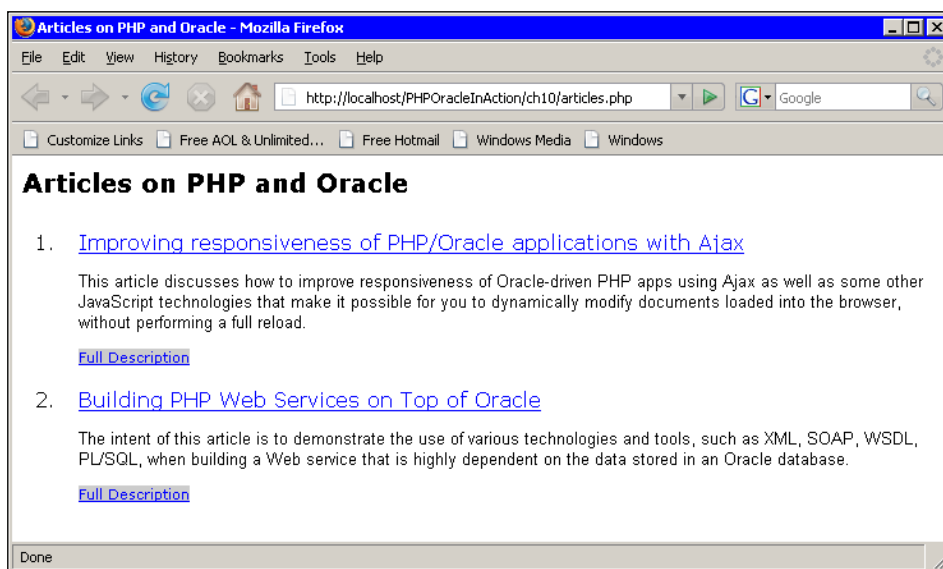 Articles on PHP and Oracle - Mozilla Firefox
File Edit View History Bookmarks Tools Help
http://localhost/PHPOracleInAction/ch10/articles.php G Google
Customize Links Free AOL & Unlimited... Free Hotmail Windows Media Windows
Articles on PHP and Oracle
1. Improving responsiveness of PHP/Oracle applications with Ajax
This article discusses how to improve responsiveness of Oracle-driven PHP apps using Ajax as well as some other
JavaScript technologies that make it possible for you to dynamically modify documents loaded into the browser,
without performing a full reload.
Full Description
2. Building PHP Web Services on Top of Oracle
The intent of this article is to demonstrate the use of various technologies and tools, such as XML, SOAP, WSDL,
PL/SQL, when building a Web service that is highly dependent on the data stored in an Oracle database.
Full Description
Done